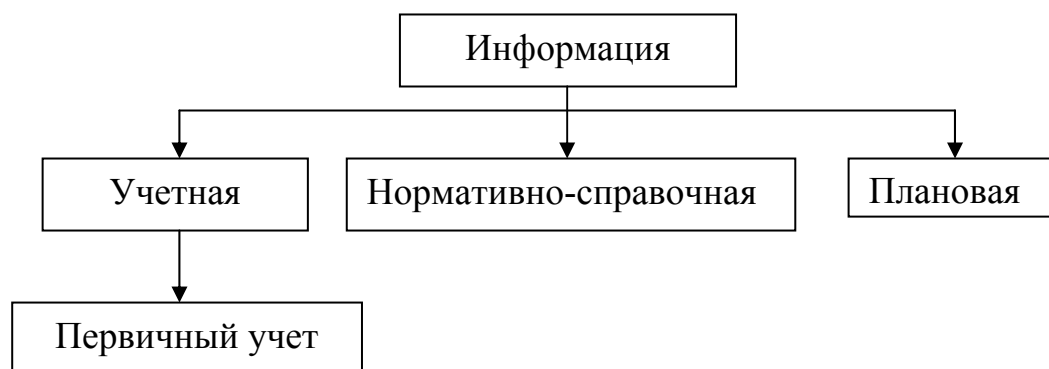 Информация
Учетная
Нормативно-справочная
Плановая
Первичный учет